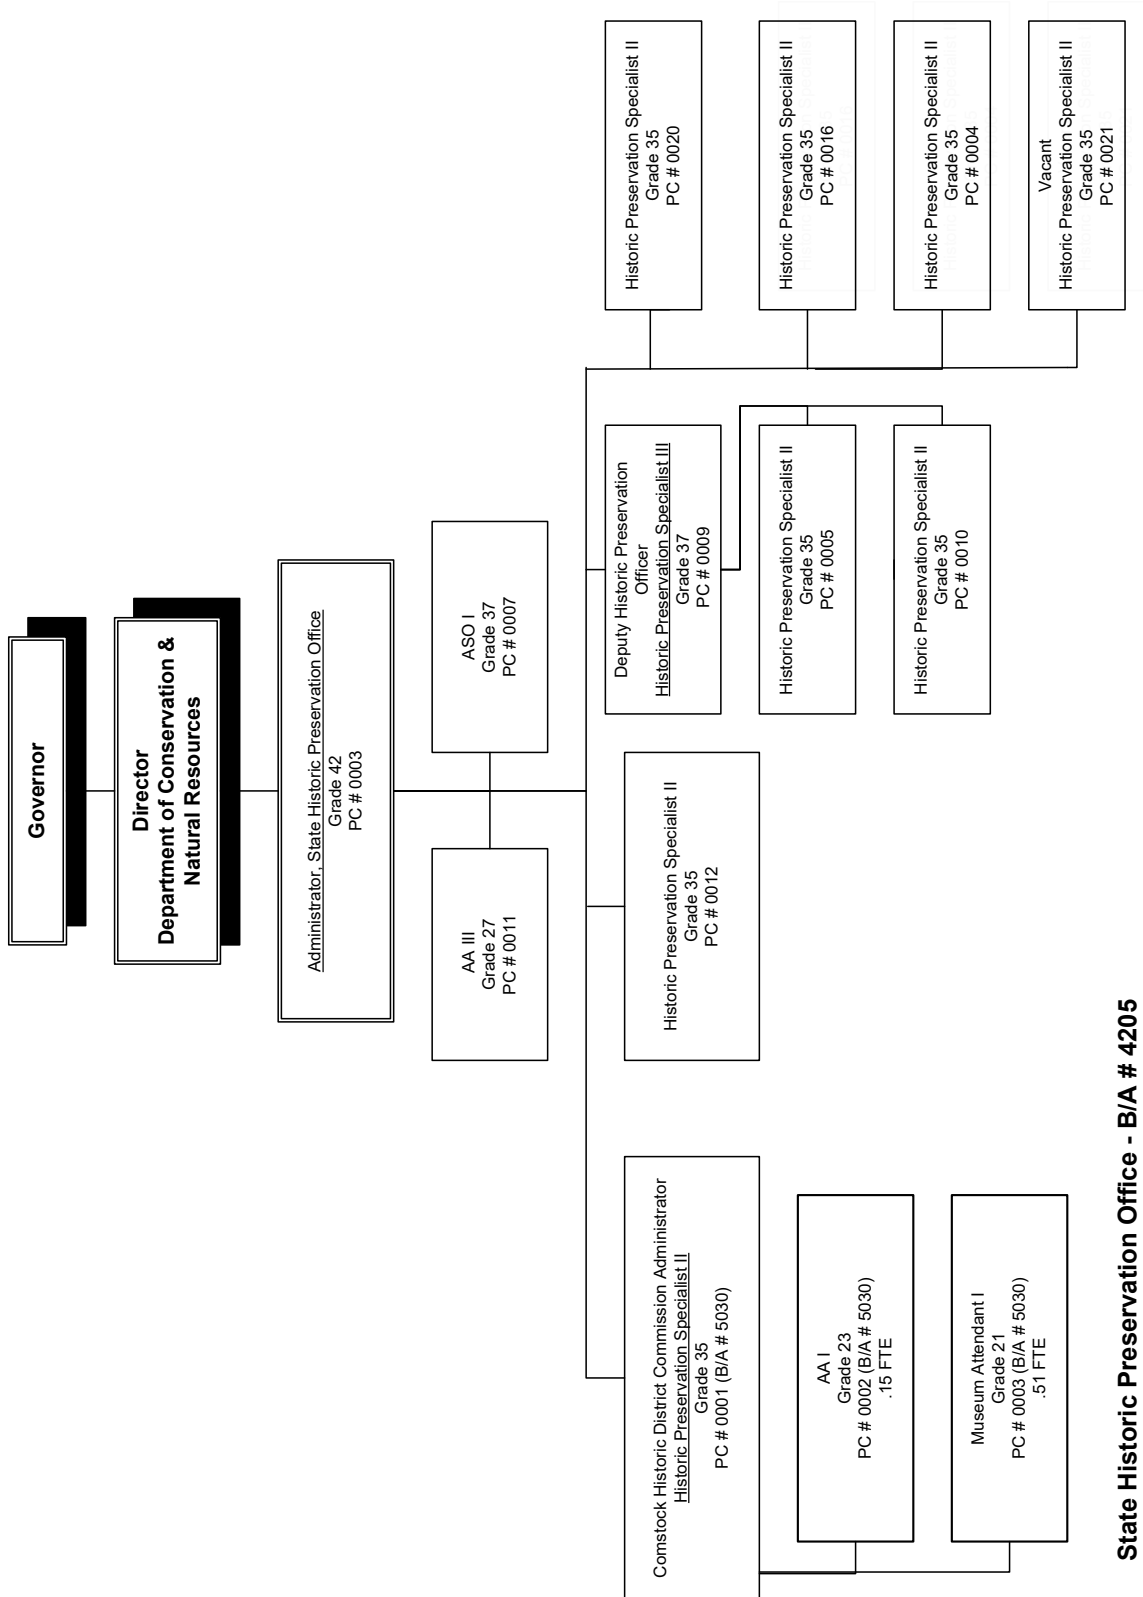 Governor
Director
Department of Conservation &
Natural Resources
Administrator, State Historic Preservation Office
Grade 42
PC # 0003
AA III
Grade 27
PC # 0011
ASO I
Grade 37
PC # 0007
Comstock Historic District Commission Administrator
Historic Preservation Specialist II
Grade 35
PC # 0001 (B/A # 5030)
AA I
Grade 23
PC # 0002 (B/A # 5030)
.15 FTE
Museum Attendant I
Grade 21
PC # 0003 (B/A # 5030)
.51 FTE
Historic Preservation Specialist II
Grade 35
PC # 0012
Deputy Historic Preservation
Officer
Historic Preservation Specialist III
Grade 37
PC # 0009
Historic Preservation Specialist II
Grade 35
PC # 0005
Historic Preservation Specialist II
Grade 35
PC # 0010
Historic Preservation Specialist II
Grade 35
PC # 0020
Historic Preservation Specialist II
Grade 35
PC # 0016
Historic Preservation Specialist II
Grade 35
PC # 0004
Vacant
Historic Preservation Specialist II
Grade 35
PC # 0021
State Historic Preservation Office - B/A # 4205